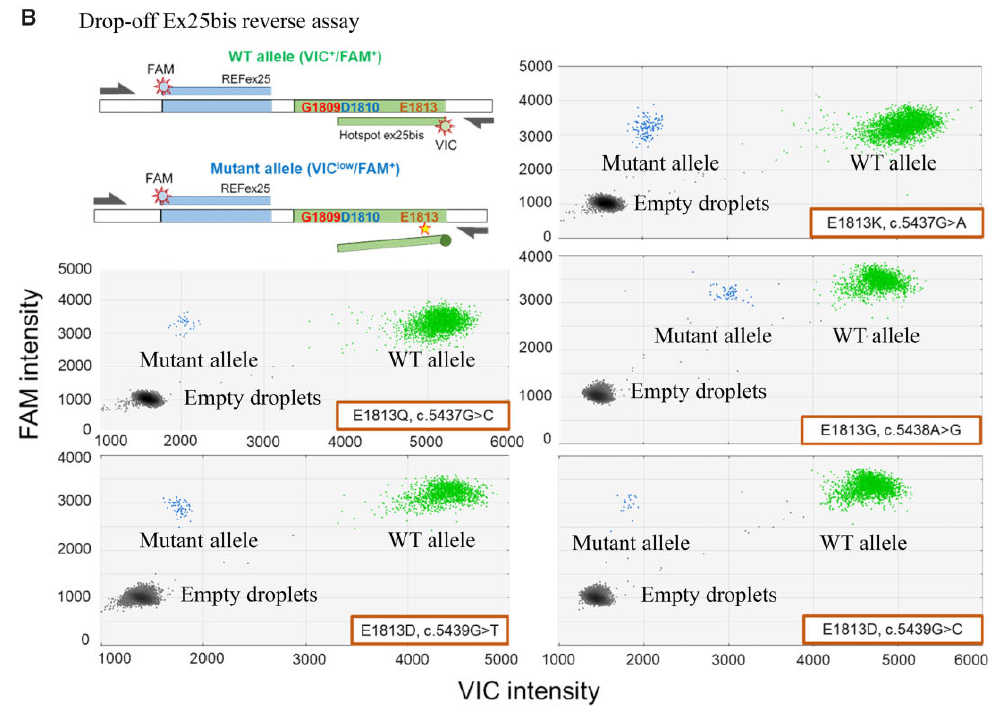 B Drop-off Ex25bis reverse assay
WT allele (VIC⁺/FAM⁺)
FAM
REFex25
G1809D1810 E1813
Hotspot ex25bis
VIC
Mutant allele (VICˡᵒʷ/FAM⁺)
FAM
REFex25
G1809D1810 E1813
5000
4000
3000
2000
1000
0
Mutant allele
WT allele
Empty droplets
E1813K, c.5437G>A
FAM intensity
5000
4000
3000
2000
1000
0
Mutant allele
WT allele
Empty droplets
E1813Q, c.5437G>C
1000 2000 3000 4000 5000 6000
4000
3000
2000
1000
0
Mutant allele
WT allele
Empty droplets
E1813G, c.5438A>G
4000
3000
2000
1000
0
Mutant allele
WT allele
Empty droplets
E1813D, c.5439G>T
1000 2000 3000 4000 5000
Mutant allele
WT allele
Empty droplets
E1813D, c.5439G>C
1000 2000 3000 4000 5000 6000
VIC intensity